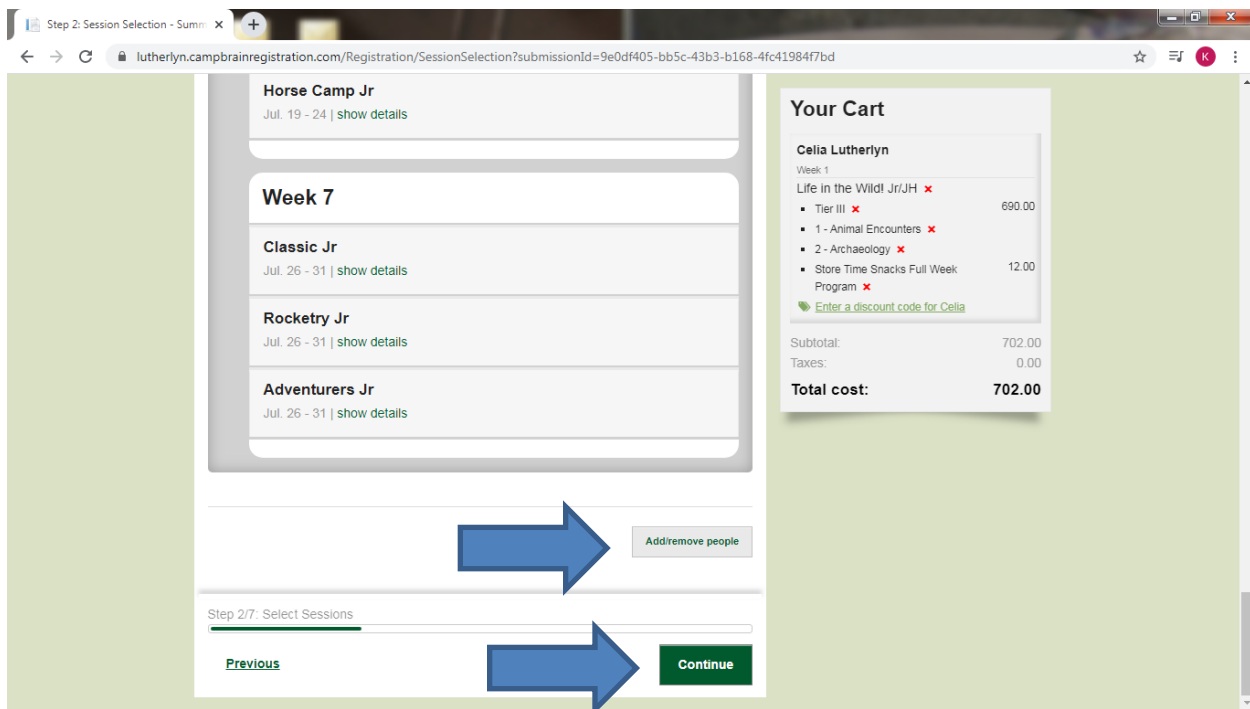 Step 2: Session Selection - Summ
lutherlyn.campbrainregistration.com/Registration/SessionSelection?submissionId=9e0df405-bb5c-43b3-b168-4fc41984f7bd
K
Horse Camp Jr
Jul. 19 - 24 | show details
Week 7
Classic Jr
Jul. 26 - 31 | show details
Rocketry Jr
Jul. 26 - 31 | show details
Adventurers Jr
Jul. 26 - 31 | show details
Add/remove people
Step 2/7: Select Sessions
Previous
Continue
Your Cart
Celia Lutherlyn
Week 1
Life in the Wild! Jr/JH
Tier III 690.00
1 - Animal Encounters
2 - Archaeology
Store Time Snacks Full Week 12.00
Program
Enter a discount code for Celia
Subtotal: 702.00
Taxes: 0.00
Total cost: 702.00